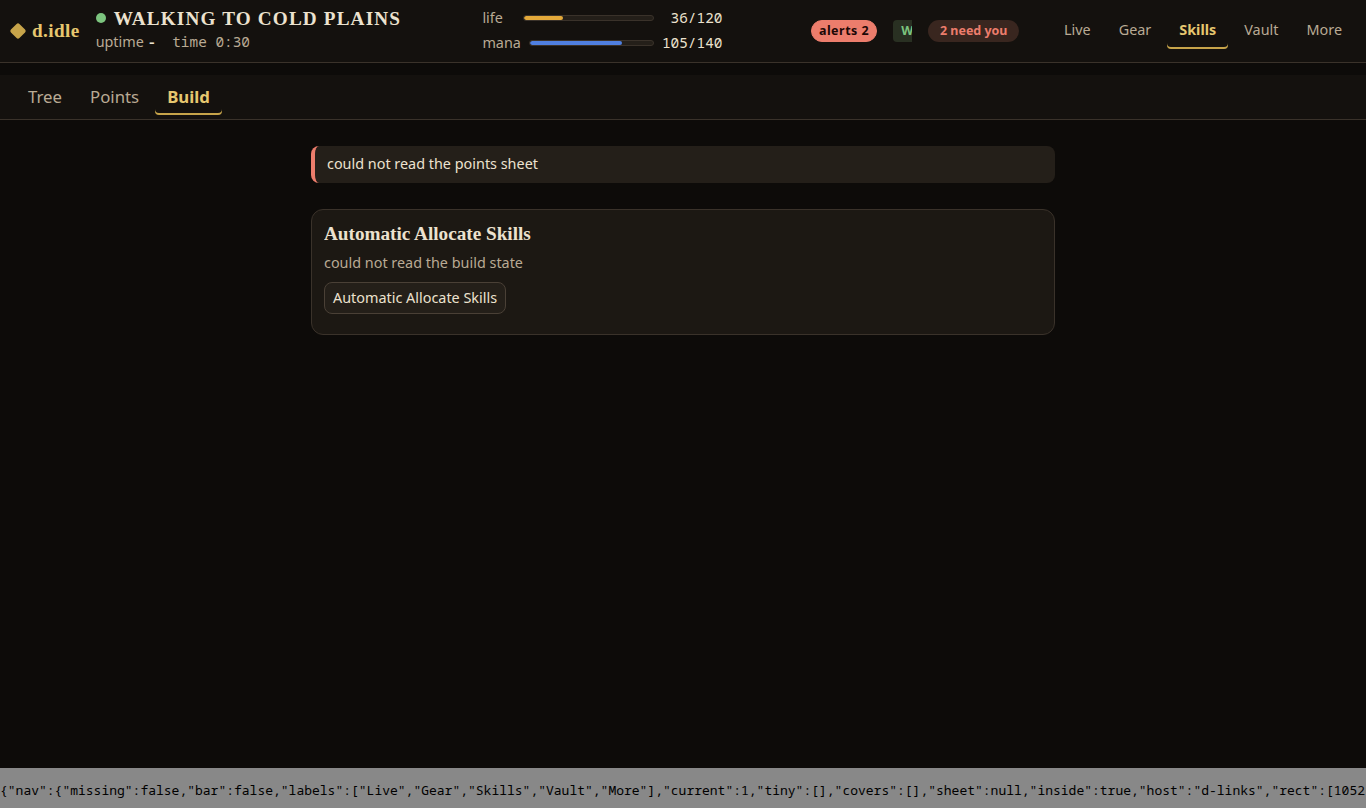 d.idle
WALKING TO COLD PLAINS
uptime - time 0:30
life 36/120
mana 105/140
alerts 2
W
2 need you
Live Gear Skills Vault More
Tree Points Build
could not read the points sheet
Automatic Allocate Skills
could not read the build state
Automatic Allocate Skills
{"nav":{"missing":false,"bar":false,"labels":["Live","Gear","Skills","Vault","More"],"current":1,"tiny":[],"covers":[],"sheet":null,"inside":true,"host":"d-links","rect":[1052